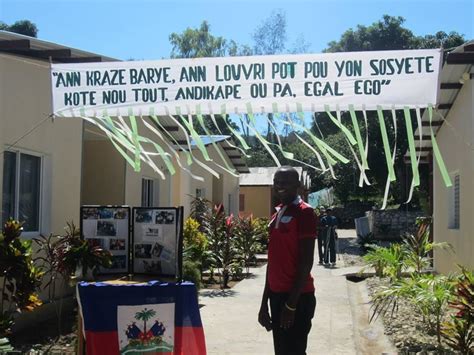 "ANN KRAZE BARYE, ANN LOUVRI POT POU YON SOSYETE
KOTE NOU TOUT, ANDIKAPE OU PA, EGAL EGO"